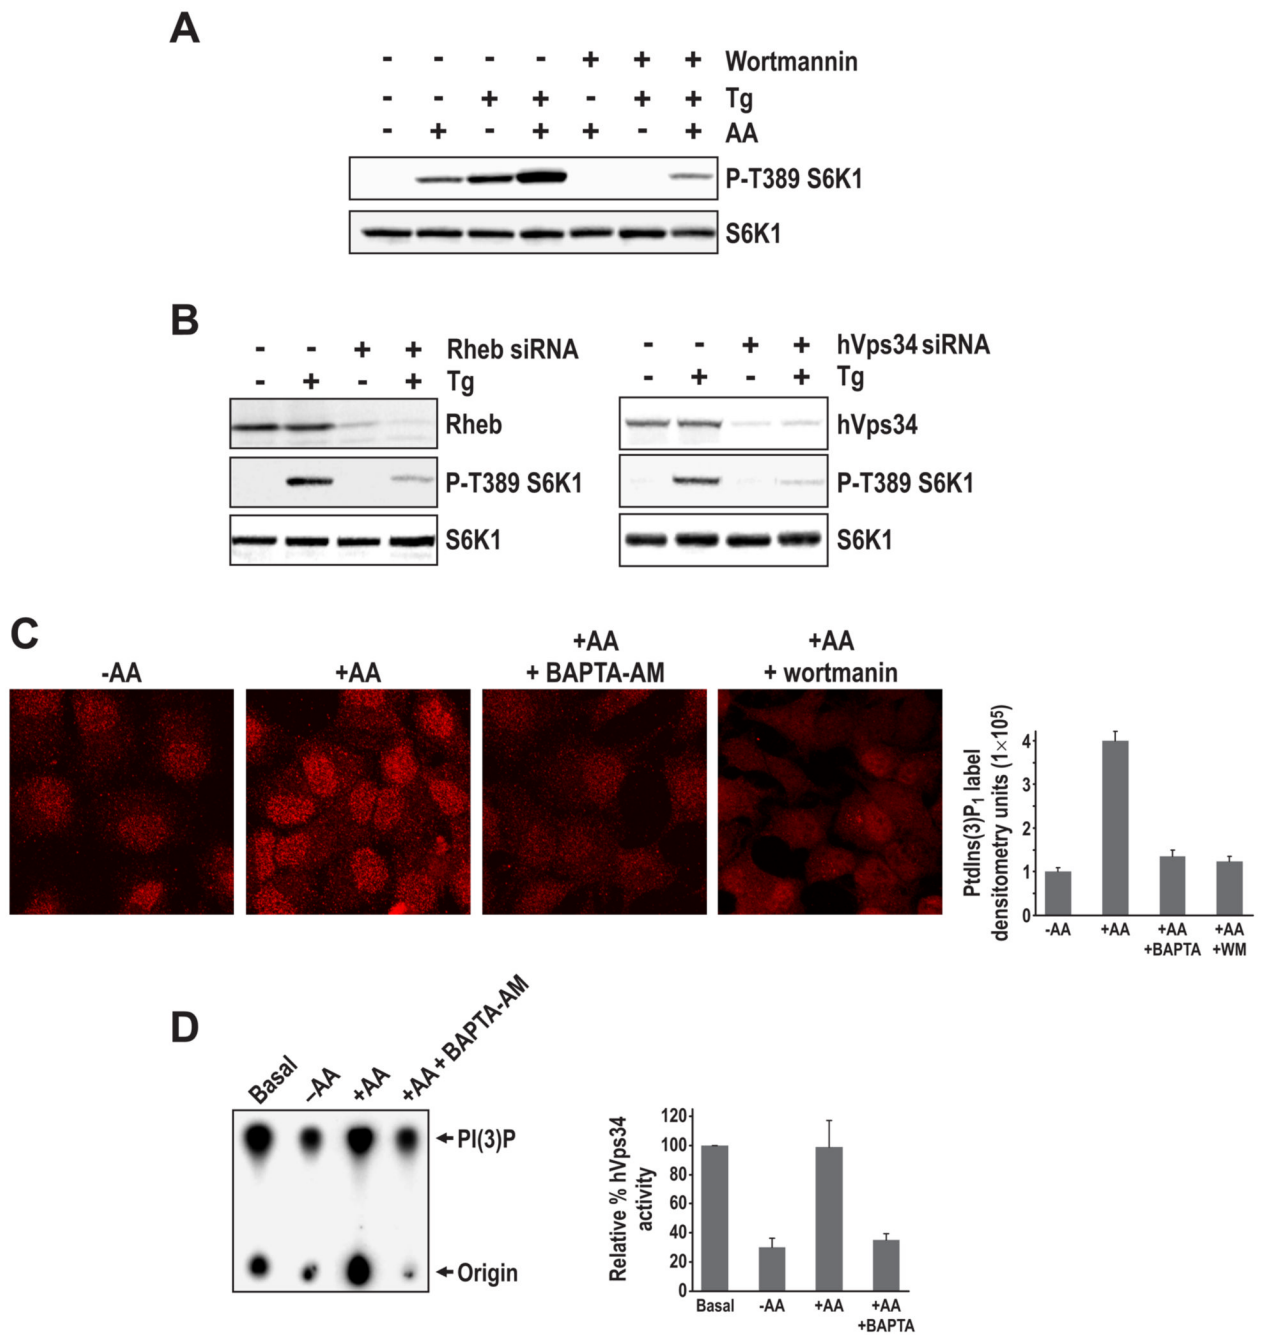 A
- - - - + + + Wortmannin
- - + + - + + Tg
- + - + + - + AA
P-T389 S6K1
S6K1
B
- - + + Rheb siRNA
- + - + Tg
Rheb
P-T389 S6K1
S6K1
- - + + hVps34 siRNA
- + - + Tg
hVps34
P-T389 S6K1
S6K1
C
-AA
+AA
+AA
+ BAPTA-AM
+AA
+ wortmanin
PtdIns(3)P₁ label
densitometry units (1×10⁵)
4
3
2
1
0
-AA
+AA
+AA
+BAPTA
+AA
+WM
D
Basal
–AA
+AA
+AA + BAPTA-AM
PI(3)P
Origin
Relative % hVps34
activity
120
100
80
60
40
20
0
Basal
-AA
+AA
+AA
+BAPTA